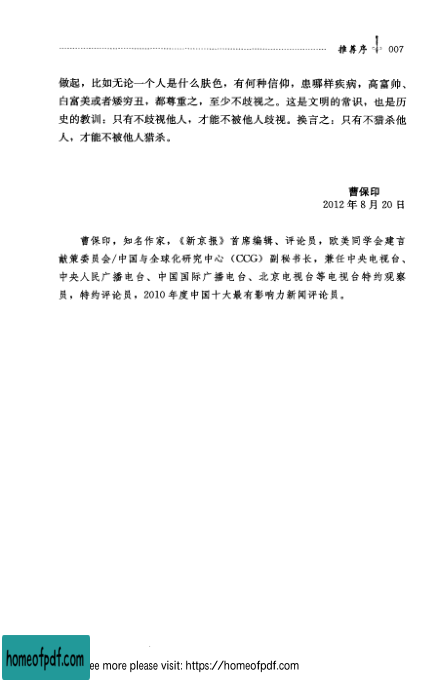 推荐序 007
做起，比如无论一个人是什么肤色，有何种信仰，患哪样疾病，高富帅、
白富美或者矮穷丑，都尊重之，至少不歧视之。这是文明的常识，也是历
史的教训：只有不歧视他人，才能不被他人歧视。换言之：只有不猎杀他
人，才能不被他人猎杀。
曹保印
2012 年 8 月 20 日
曹保印，知名作家，《新京报》首席编辑、评论员，欧美同学会建言
献策委员会/中国与全球化研究中心（CCG）副秘书长，兼任中央电视台、
中央人民广播电台、中国国际广播电台、北京电视台等电视台特约观察
员，特约评论员，2010 年度中国十大最有影响力新闻评论员。
homeofpdf.com
ee more please visit: https://homeofpdf.com